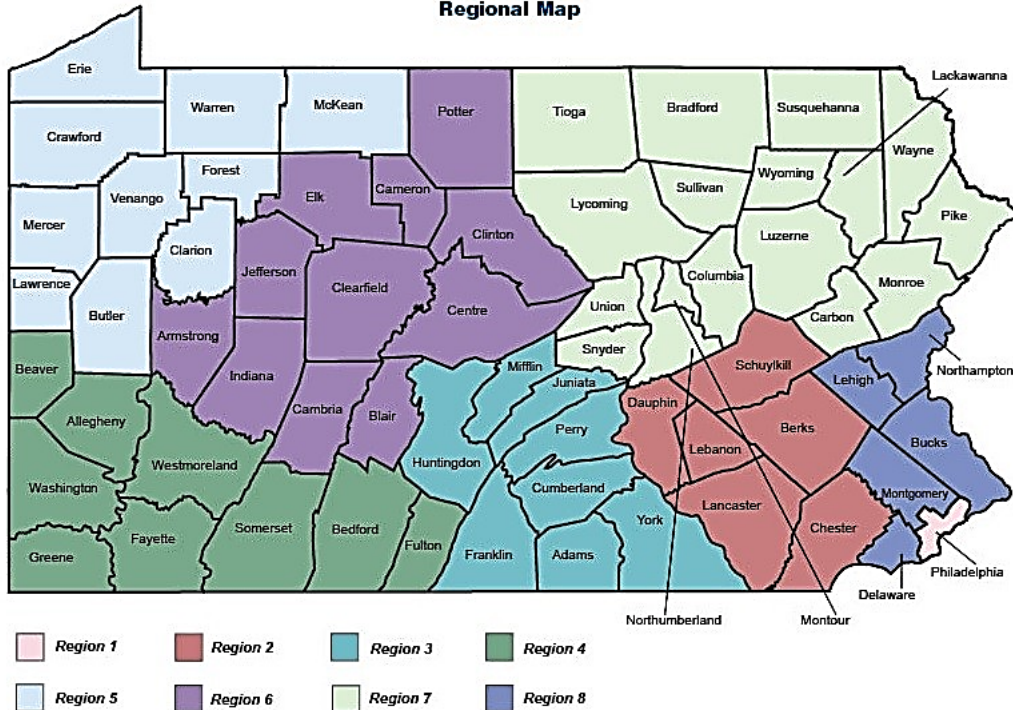 Regional Map
Erie
Warren
McKean
Potter
Tioga
Bradford
Susquehanna
Lackawanna
Crawford
Wayne
Forest
Venango
Elk
Cameron
Sullivan
Wyoming
Lycoming
Pike
Mercer
Clarion
Clinton
Luzerne
Jefferson
Columbia
Lawrence
Clearfield
Monroe
Butler
Centre
Union
Carbon
Armstrong
Snyder
Beaver
Mifflin
Schuylkill
Northampton
Indiana
Juniata
Lehigh
Cambria
Blair
Dauphin
Allegheny
Perry
Berks
Bucks
Westmoreland
Huntingdon
Lebanon
Washington
Cumberland
Montgomery
Lancaster
Somerset
Bedford
York
Chester
Fayette
Fulton
Greene
Franklin
Adams
Philadelphia
Delaware
Northumberland
Montour
Region 1
Region 2
Region 3
Region 4
Region 5
Region 6
Region 7
Region 8